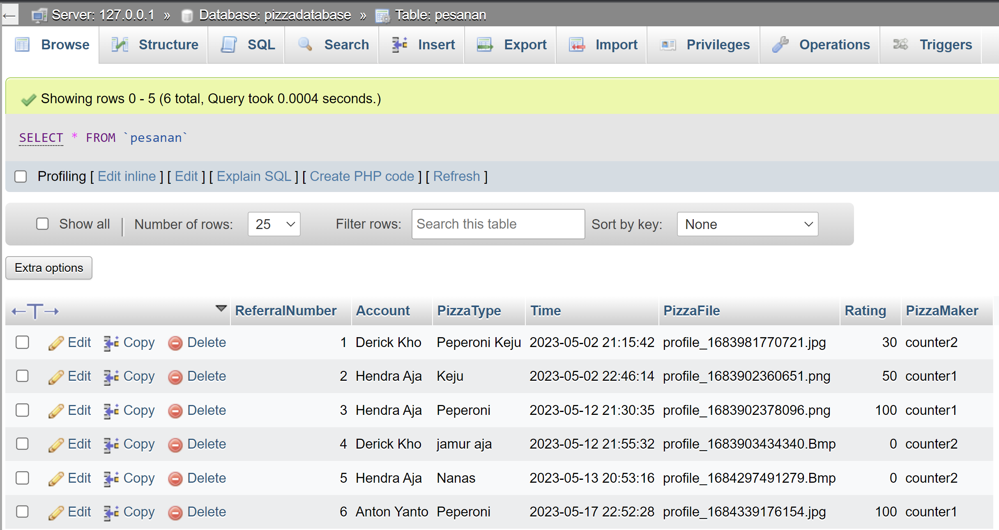 ← Server: 127.0.0.1 » Database: pizzadatabase » Table: pesanan
Browse Structure SQL Search Insert Export Import Privileges Operations Triggers
Showing rows 0 - 5 (6 total, Query took 0.0004 seconds.)
SELECT * FROM `pesanan`
Profiling [ Edit inline ] [ Edit ] [ Explain SQL ] [ Create PHP code ] [ Refresh ]
Show all | Number of rows: 25 Filter rows: Search this table Sort by key: None
Extra options
←T→ ReferralNumber Account PizzaType Time PizzaFile Rating PizzaMaker
Edit Copy Delete 1 Derick Kho Peperoni Keju 2023-05-02 21:15:42 profile_1683981770721.jpg 30 counter2
Edit Copy Delete 2 Hendra Aja Keju 2023-05-02 22:46:14 profile_1683902360651.png 50 counter1
Edit Copy Delete 3 Hendra Aja Peperoni 2023-05-12 21:30:35 profile_1683902378096.png 100 counter1
Edit Copy Delete 4 Derick Kho jamur aja 2023-05-12 21:55:32 profile_1683903434340.Bmp 0 counter2
Edit Copy Delete 5 Hendra Aja Nanas 2023-05-13 20:53:16 profile_1684297491279.Bmp 0 counter2
Edit Copy Delete 6 Anton Yanto Peperoni 2023-05-17 22:52:28 profile_1684339176154.jpg 100 counter1